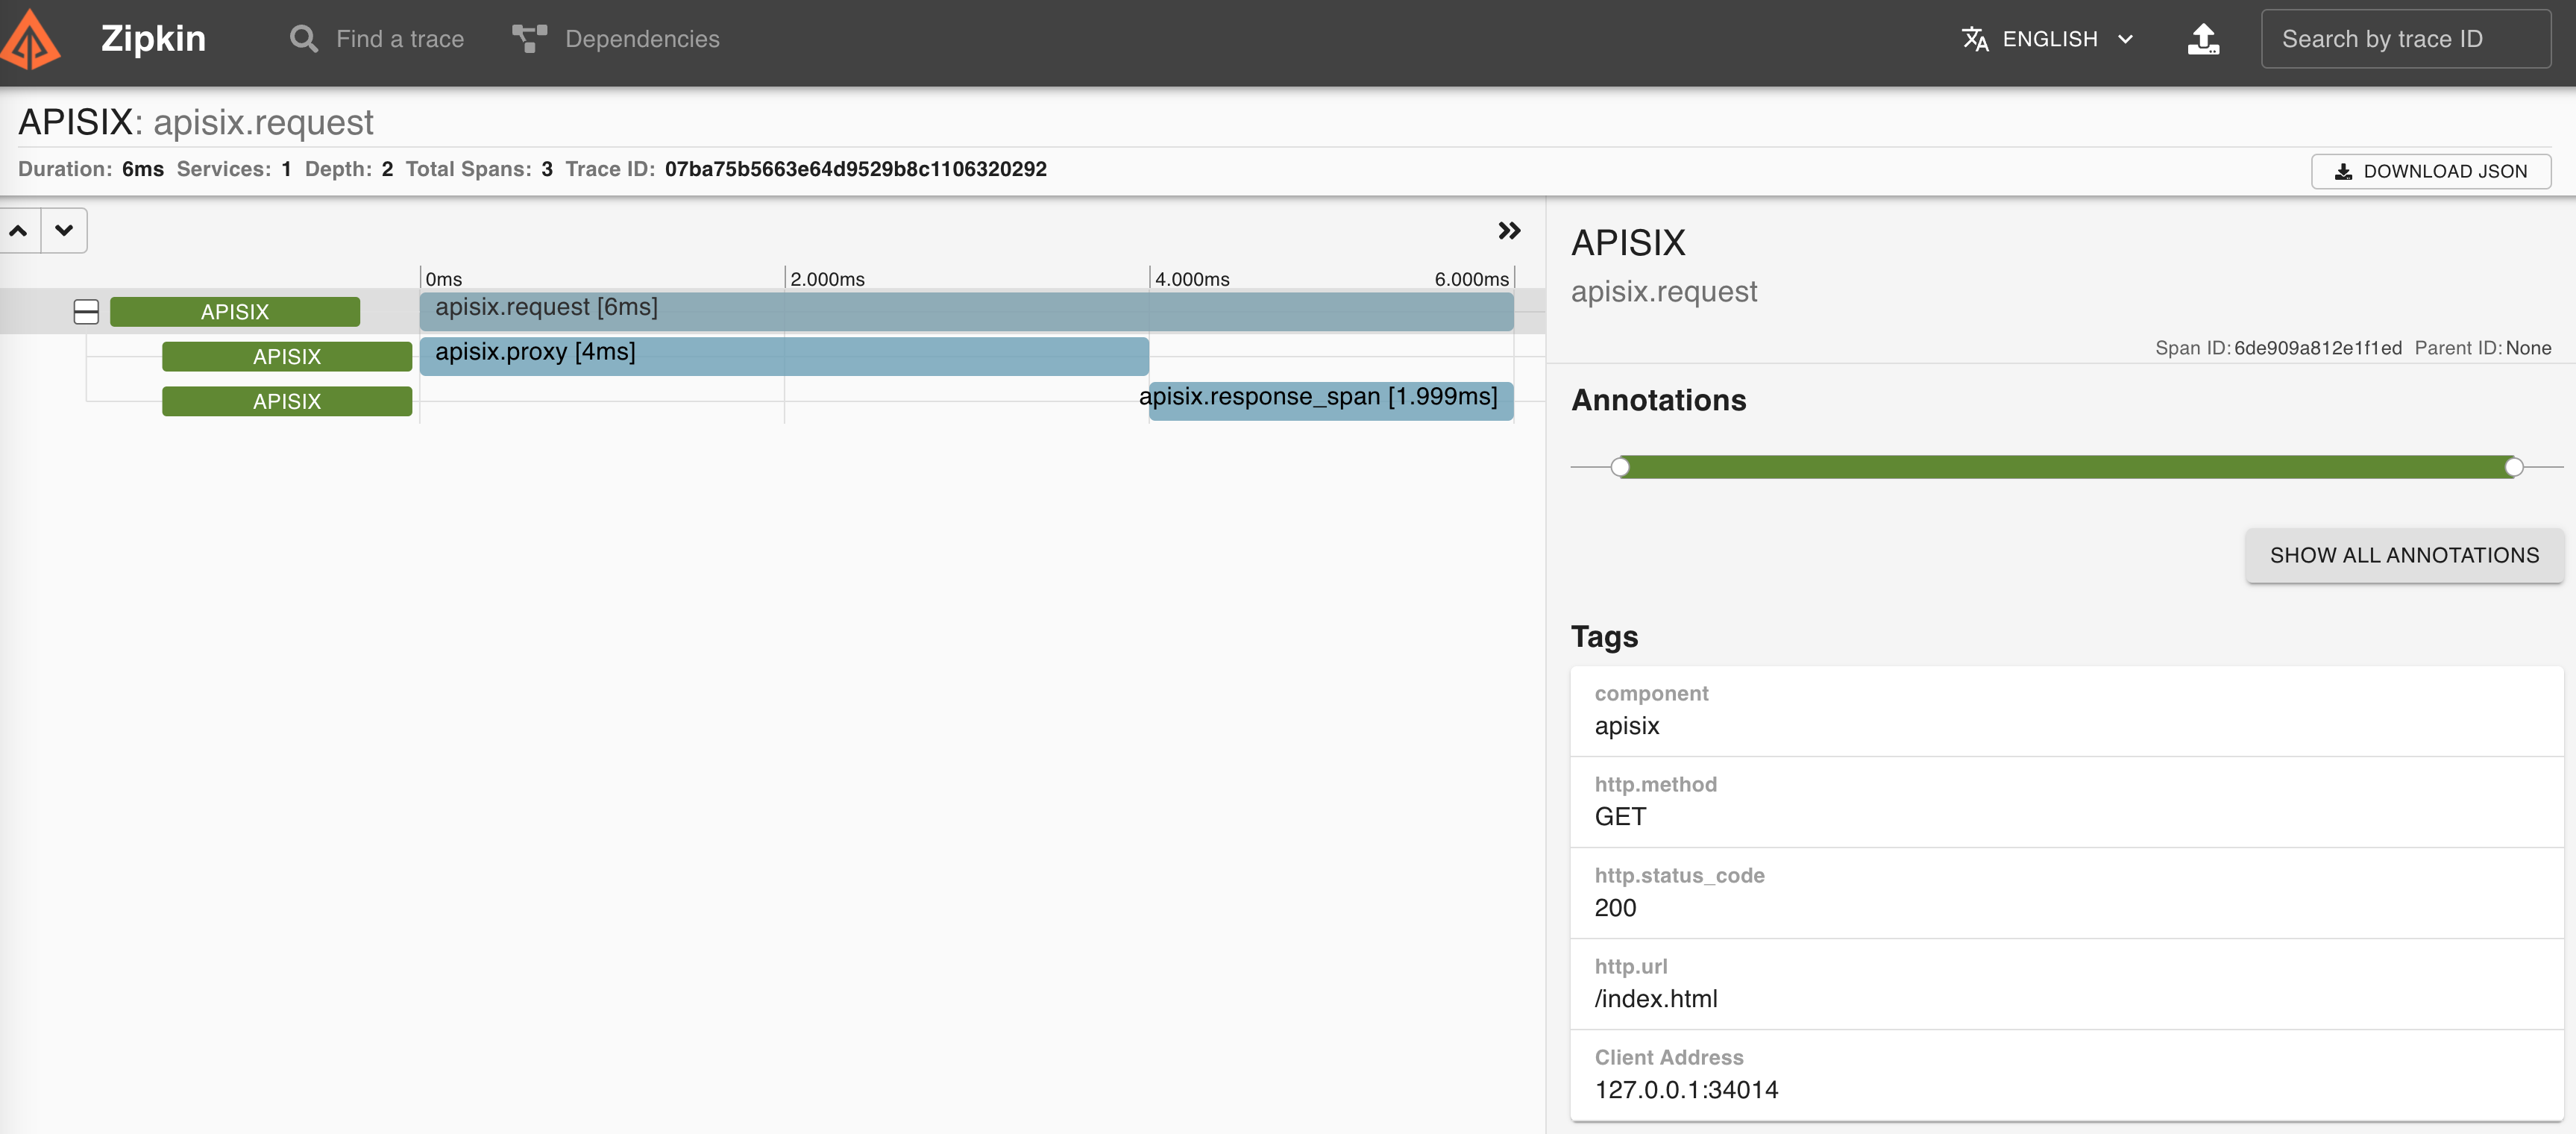 Zipkin Find a trace Dependencies ENGLISH Search by trace ID
APISIX: apisix.request
Duration: 6ms Services: 1 Depth: 2 Total Spans: 3 Trace ID: 07ba75b5663e64d9529b8c1106320292
DOWNLOAD JSON
0ms 2.000ms 4.000ms 6.000ms
APISIX apisix.request [6ms]
APISIX apisix.proxy [4ms]
APISIX apisix.response_span [1.999ms]
APISIX
apisix.request
Span ID: 6de909a812e1f1ed Parent ID: None
Annotations
SHOW ALL ANNOTATIONS
Tags
component
apisix
http.method
GET
http.status_code
200
http.url
/index.html
Client Address
127.0.0.1:34014